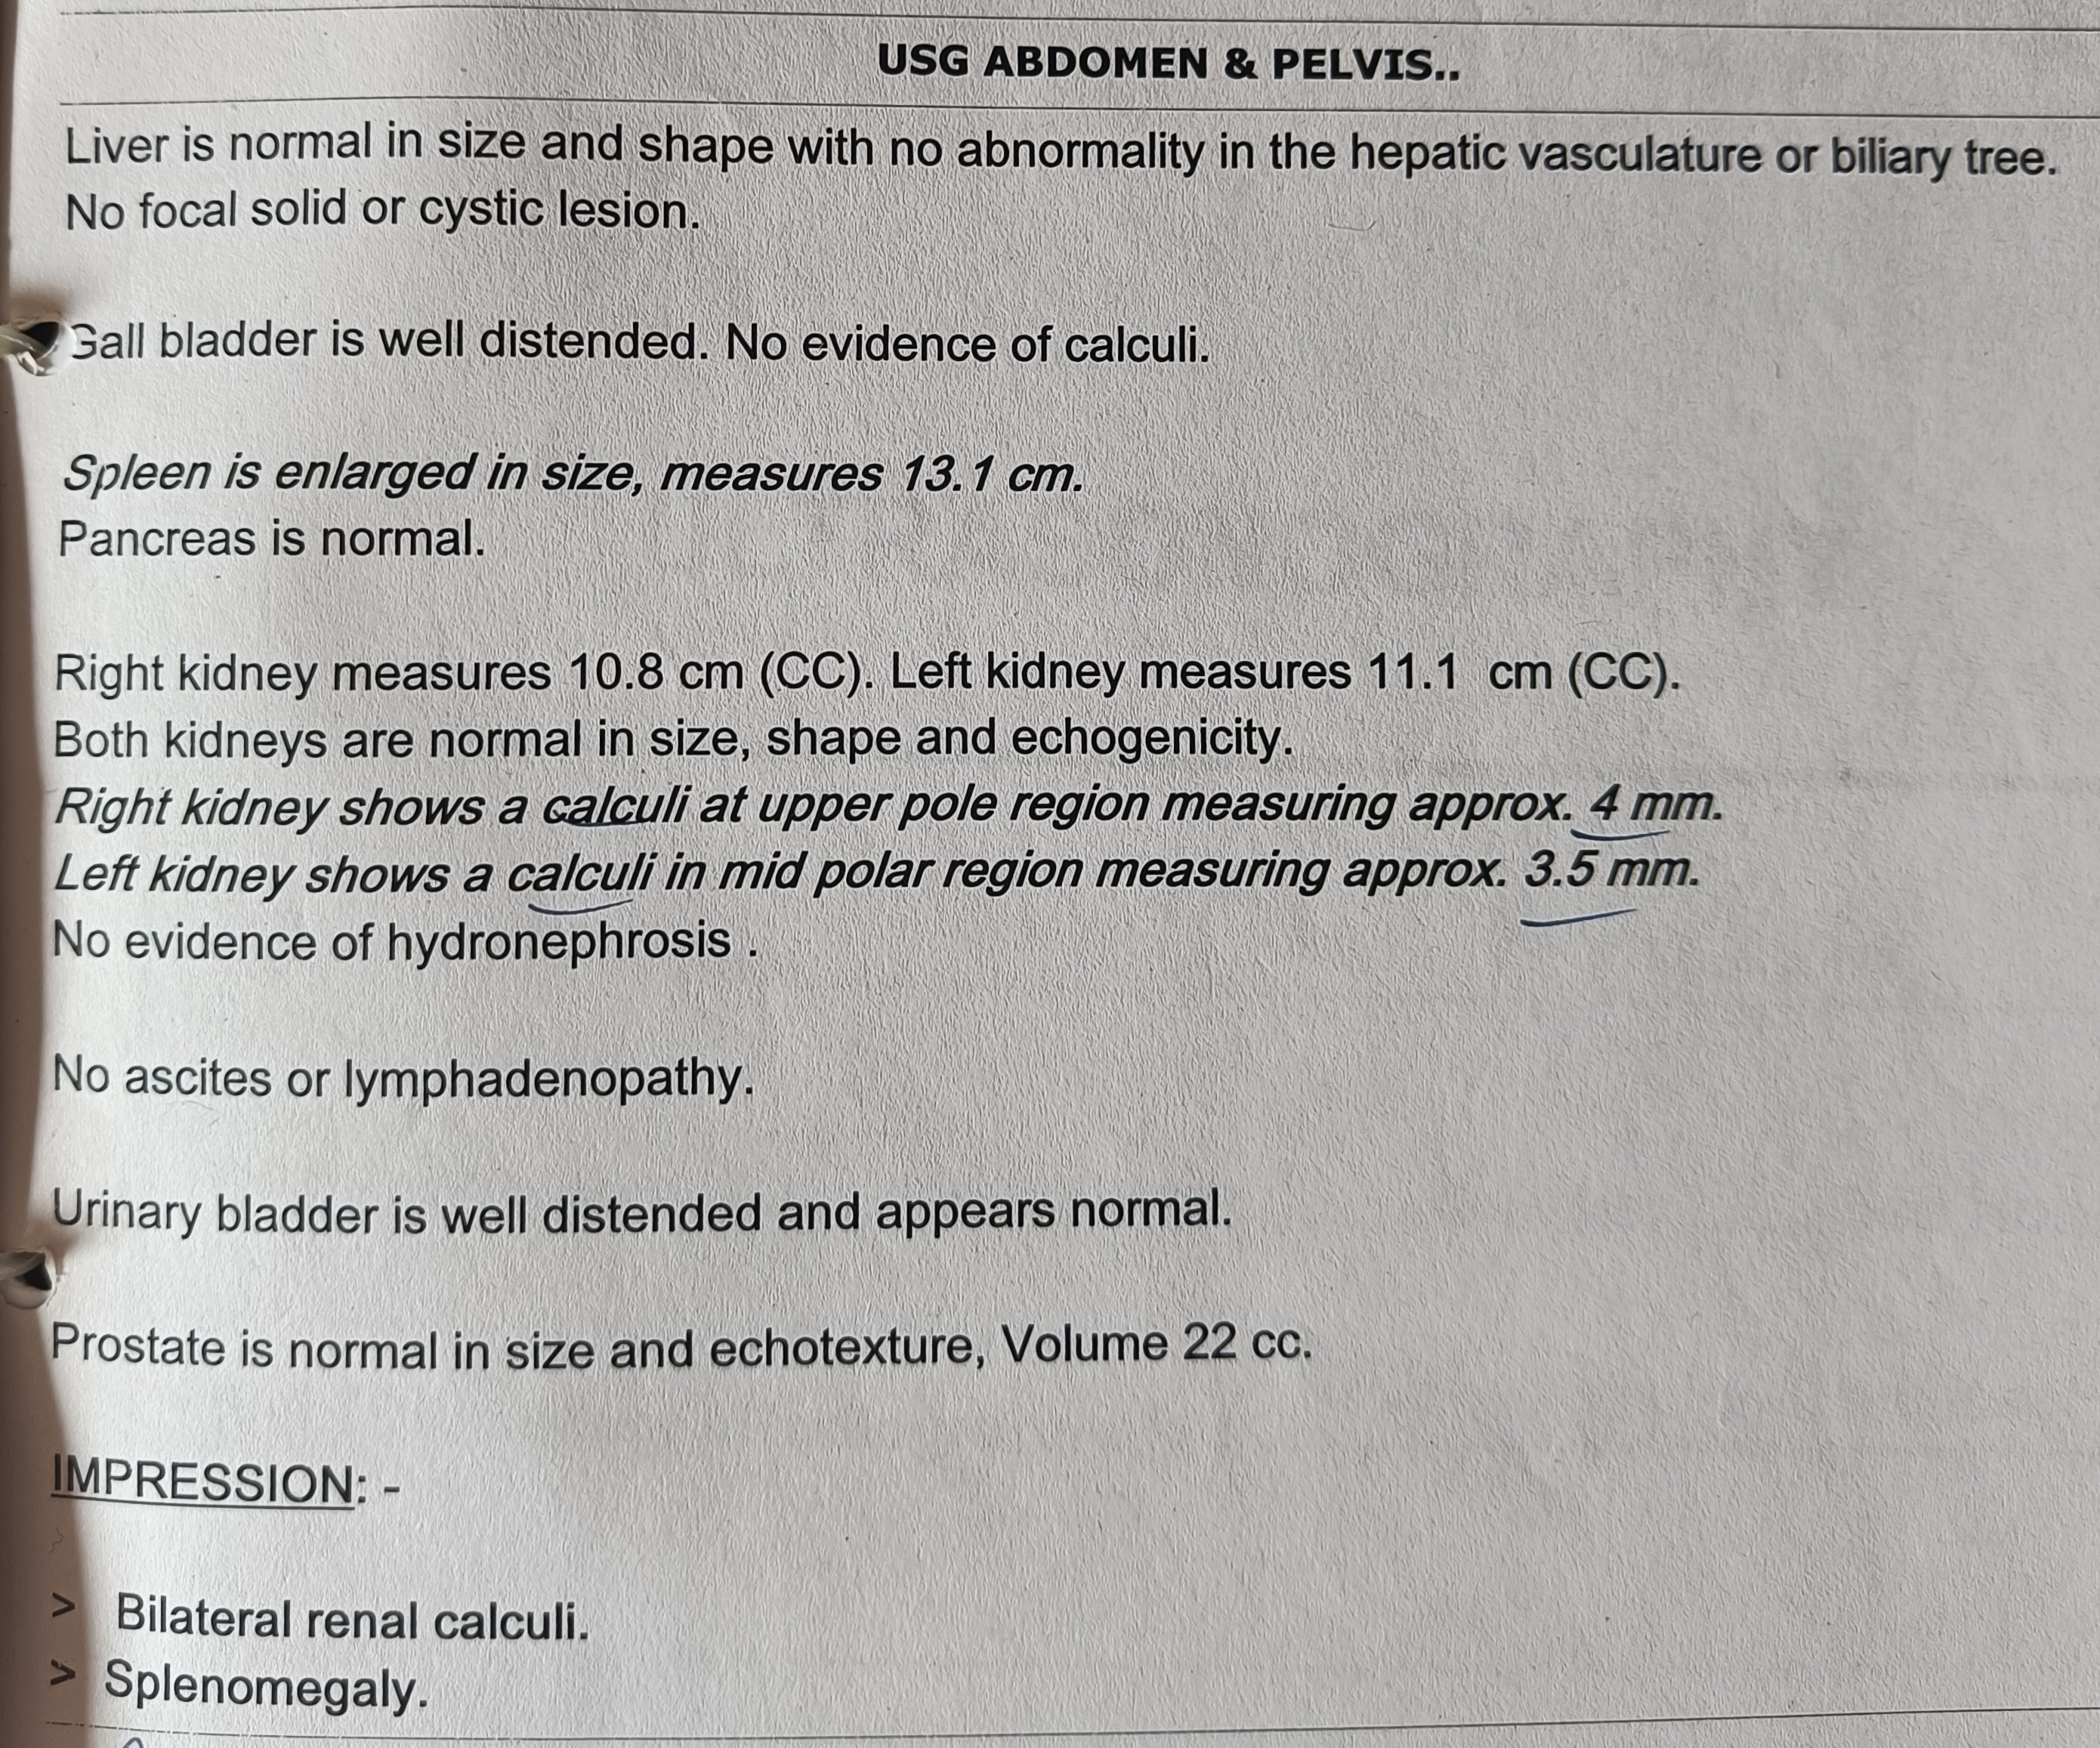 USG ABDOMEN & PELVIS..
Liver is normal in size and shape with no abnormality in the hepatic vasculature or biliary tree.
No focal solid or cystic lesion.
Gall bladder is well distended. No evidence of calculi.
Spleen is enlarged in size, measures 13.1 cm.
Pancreas is normal.
Right kidney measures 10.8 cm (CC). Left kidney measures 11.1 cm (CC).
Both kidneys are normal in size, shape and echogenicity.
Right kidney shows a calculi at upper pole region measuring approx. 4 mm.
Left kidney shows a calculi in mid polar region measuring approx. 3.5 mm.
No evidence of hydronephrosis .
No ascites or lymphadenopathy.
Urinary bladder is well distended and appears normal.
Prostate is normal in size and echotexture, Volume 22 cc.
IMPRESSION: -
> Bilateral renal calculi.
> Splenomegaly.